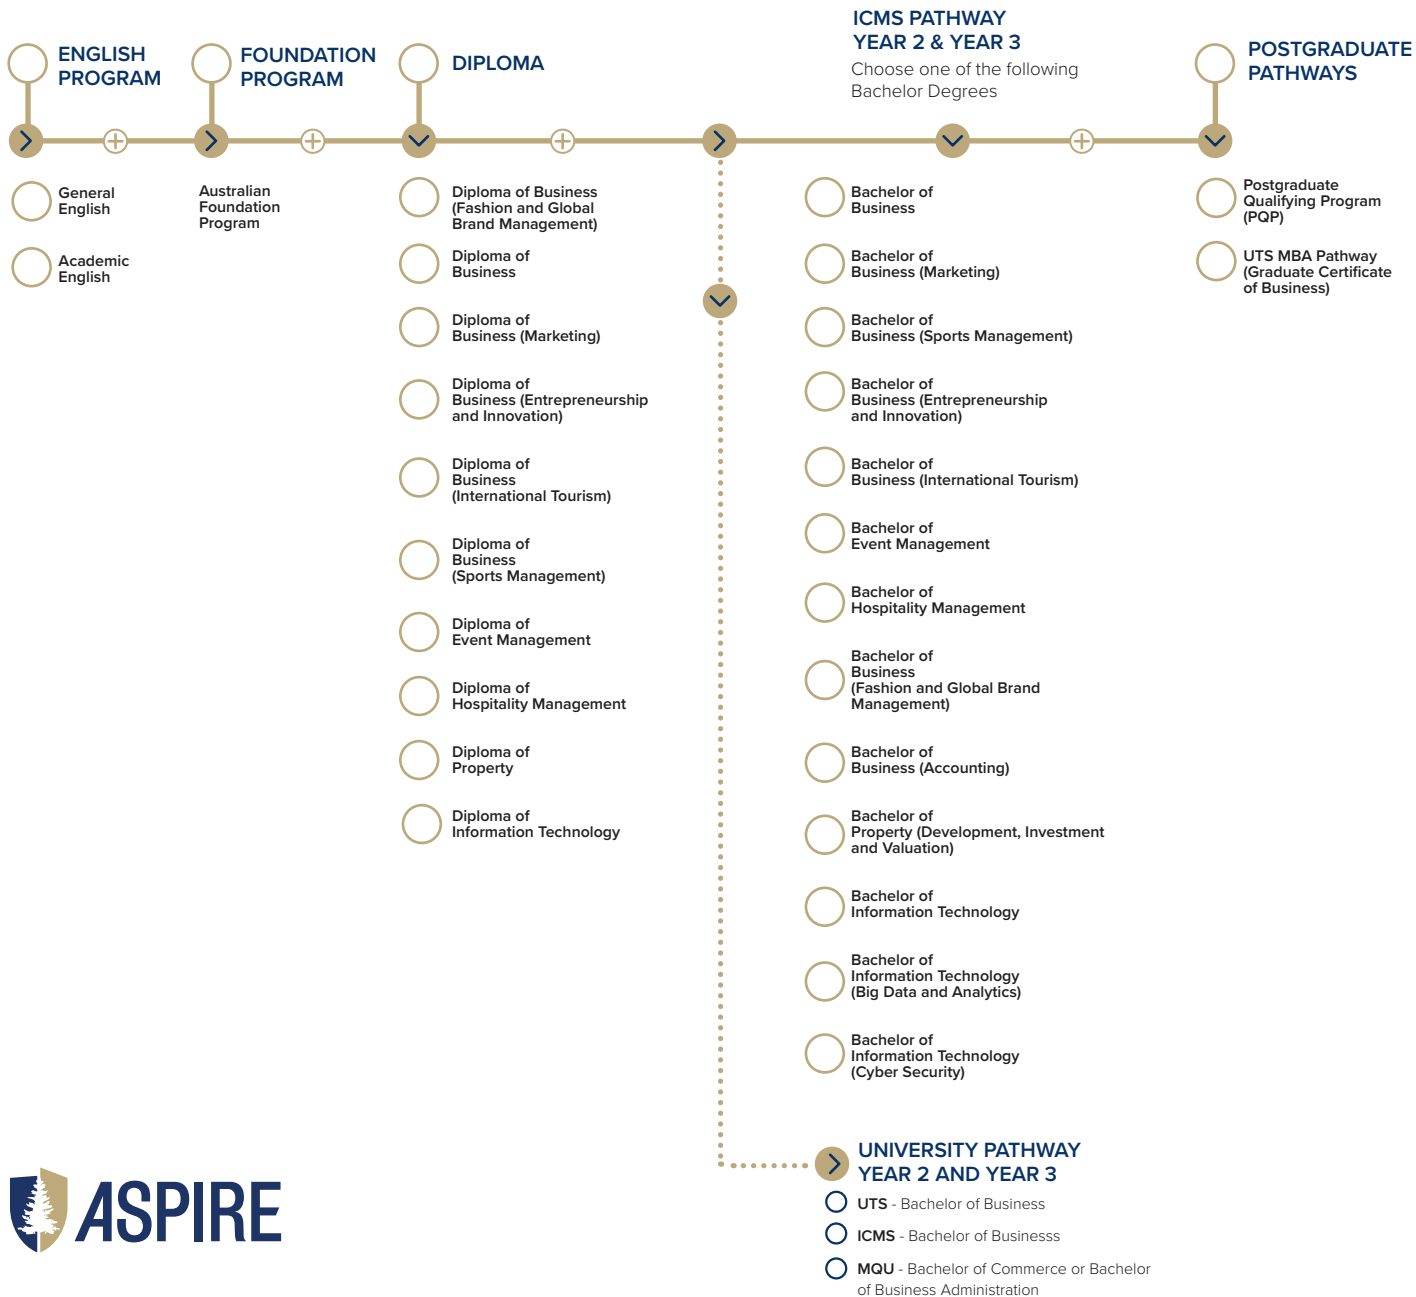 ENGLISH
PROGRAM
FOUNDATION
PROGRAM
DIPLOMA
ICMS PATHWAY
YEAR 2 & YEAR 3
Choose one of the following
Bachelor Degrees
POSTGRADUATE
PATHWAYS
General
English
Academic
English
Australian
Foundation
Program
Diploma of Business
(Fashion and Global
Brand Management)
Diploma of
Business
Diploma of
Business (Marketing)
Diploma of
Business (Entrepreneurship
and Innovation)
Diploma of
Business
(International Tourism)
Diploma of
Business
(Sports Management)
Diploma of
Event Management
Diploma of
Hospitality Management
Diploma of
Property
Diploma of
Information Technology
Bachelor of
Business
Bachelor of
Business (Marketing)
Bachelor of
Business (Sports Management)
Bachelor of
Business (Entrepreneurship
and Innovation)
Bachelor of
Business (International Tourism)
Bachelor of
Event Management
Bachelor of
Hospitality Management
Bachelor of
Business
(Fashion and Global Brand
Management)
Bachelor of
Business (Accounting)
Bachelor of
Property (Development, Investment
and Valuation)
Bachelor of
Information Technology
Bachelor of
Information Technology
(Big Data and Analytics)
Bachelor of
Information Technology
(Cyber Security)
Postgraduate
Qualifying Program
(PQP)
UTS MBA Pathway
(Graduate Certificate
of Business)
UNIVERSITY PATHWAY
YEAR 2 AND YEAR 3
UTS - Bachelor of Business
ICMS - Bachelor of Businesss
MQU - Bachelor of Commerce or Bachelor
of Business Administration
ASPIRE